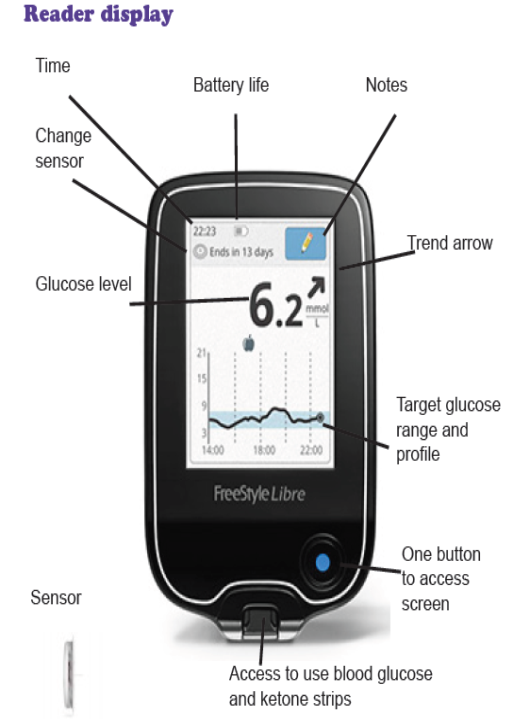 Reader display
Time
Battery life
Notes
Change
sensor
22:23
Ends in 13 days
Trend arrow
Glucose level
6.2
mmol
L
21
15
9
3
14:00 18:00 22:00
Target glucose
range and
profile
FreeStyle Libre
One button
to access
screen
Sensor
Access to use blood glucose
and ketone strips